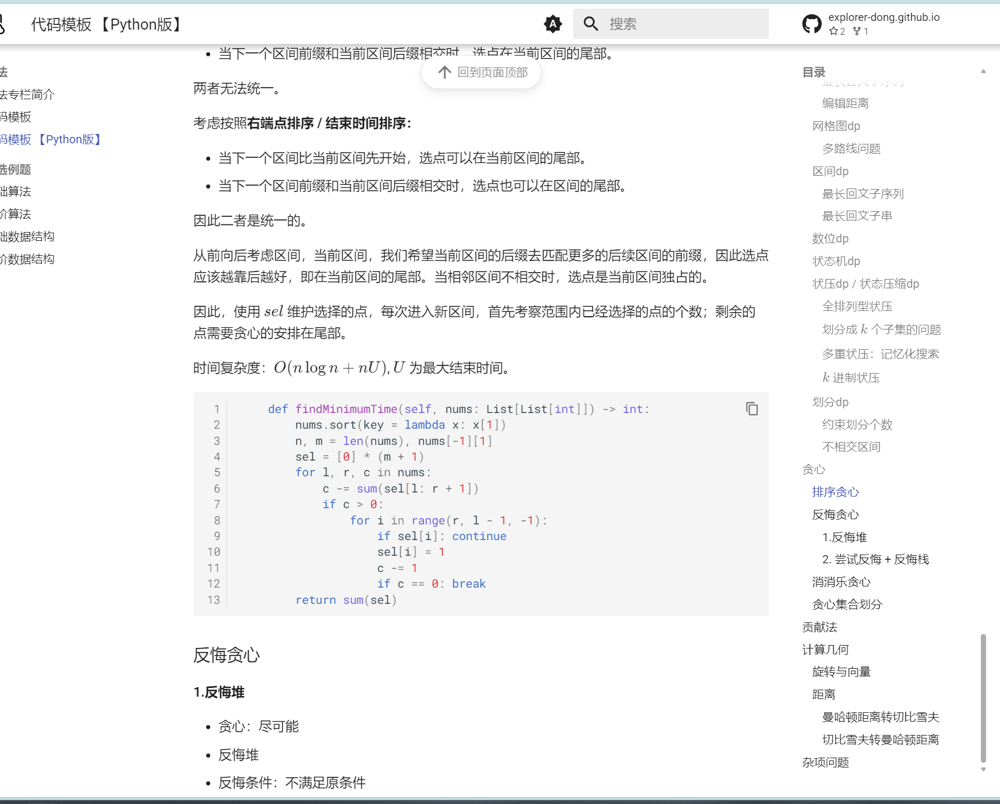 代码模板 【Python版】
搜索
explorer-dong.github.io
2 1
法
法专栏简介
码模板
码模板 【Python版】
选例题
础算法
价算法
础数据结构
价数据结构
当下一个区间前缀和当前区间后缀相交时，选点在当前区间的尾部。
回到页面顶部
两者无法统一。
考虑按照右端点排序 / 结束时间排序：
当下一个区间比当前区间先开始，选点可以在当前区间的尾部。
当下一个区间前缀和当前区间后缀相交时，选点也可以在区间的尾部。
因此二者是统一的。
从前向后考虑区间，当前区间，我们希望当前区间的后缀去匹配更多的后续区间的前缀，因此选点
应该越靠后越好，即在当前区间的尾部。当相邻区间不相交时，选点是当前区间独占的。
因此，使用 sel 维护选择的点，每次进入新区间，首先考察范围内已经选择的点的个数；剩余的
点需要贪心的安排在尾部。
时间复杂度：O(n log n + nU), U 为最大结束时间。
1 def findMinimumTime(self, nums: List[List[int]]) -> int:
2 nums.sort(key = lambda x: x[1])
3 n, m = len(nums), nums[-1][1]
4 sel = [0] * (m + 1)
5 for l, r, c in nums:
6 c -= sum(sel[l: r + 1])
7 if c > 0:
8 for i in range(r, l - 1, -1):
9 if sel[i]: continue
10 sel[i] = 1
11 c -= 1
12 if c == 0: break
13 return sum(sel)
反悔贪心
1.反悔堆
贪心：尽可能
反悔堆
反悔条件：不满足原条件
目录
最长公共子序列
编辑距离
网格图dp
多路线问题
区间dp
最长回文子序列
最长回文子串
数位dp
状态机dp
状压dp / 状态压缩dp
全排列型状压
划分成 k 个子集的问题
多重状压：记忆化搜索
k 进制状压
划分dp
约束划分个数
不相交区间
贪心
排序贪心
反悔贪心
1.反悔堆
2. 尝试反悔 + 反悔栈
消消乐贪心
贪心集合划分
贡献法
计算几何
旋转与向量
距离
曼哈顿距离转切比雪夫
切比雪夫转曼哈顿距离
杂项问题